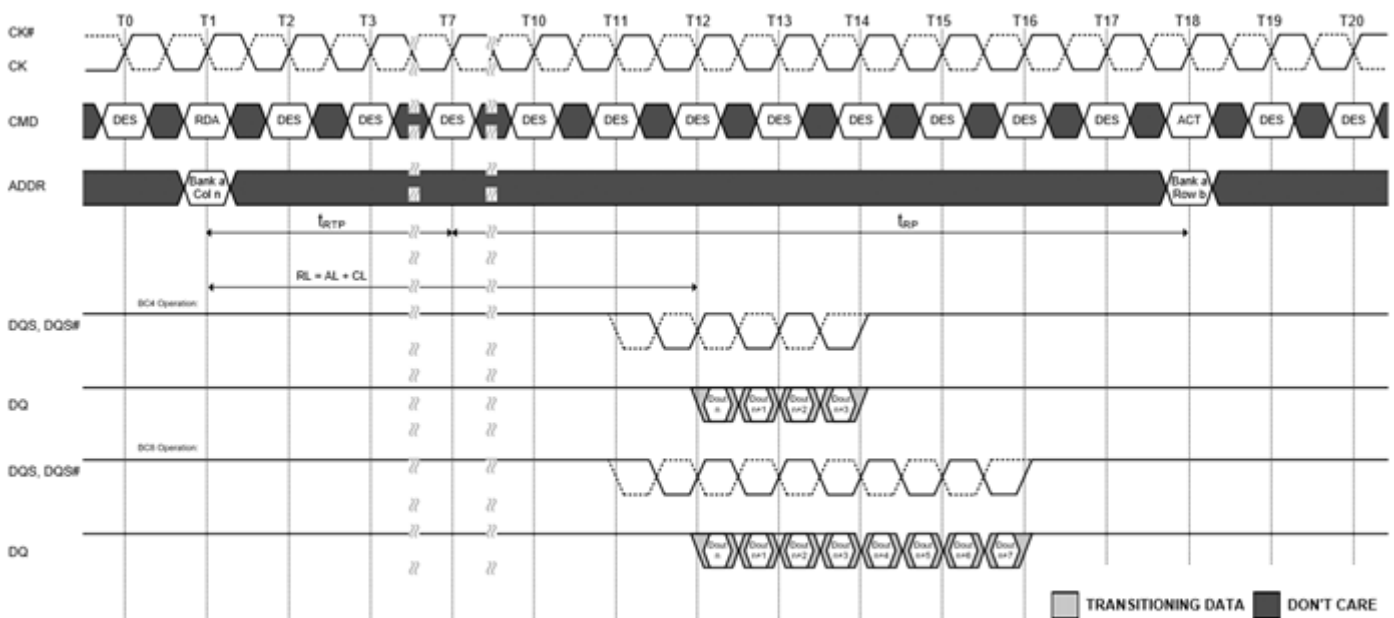 T0 T1 T2 T3 T7 T10 T11 T12 T13 T14 T15 T16 T17 T18 T19 T20
CK#
CK
CMD DES RDA DES DES DES DES DES DES DES DES DES DES DES ACT DES DES
ADDR Bank a Bank a
Col n Row b
tRTP tRP
RL = AL + CL
BC4 Operation:
DQS, DQS#
DQ Dout Dout Dout Dout
n n+1 n+2 n+3
BC8 Operation:
DQS, DQS#
DQ Dout Dout Dout Dout Dout Dout Dout Dout
n n+1 n+2 n+3 n+4 n+5 n+6 n+7
TRANSITIONING DATA DON'T CARE